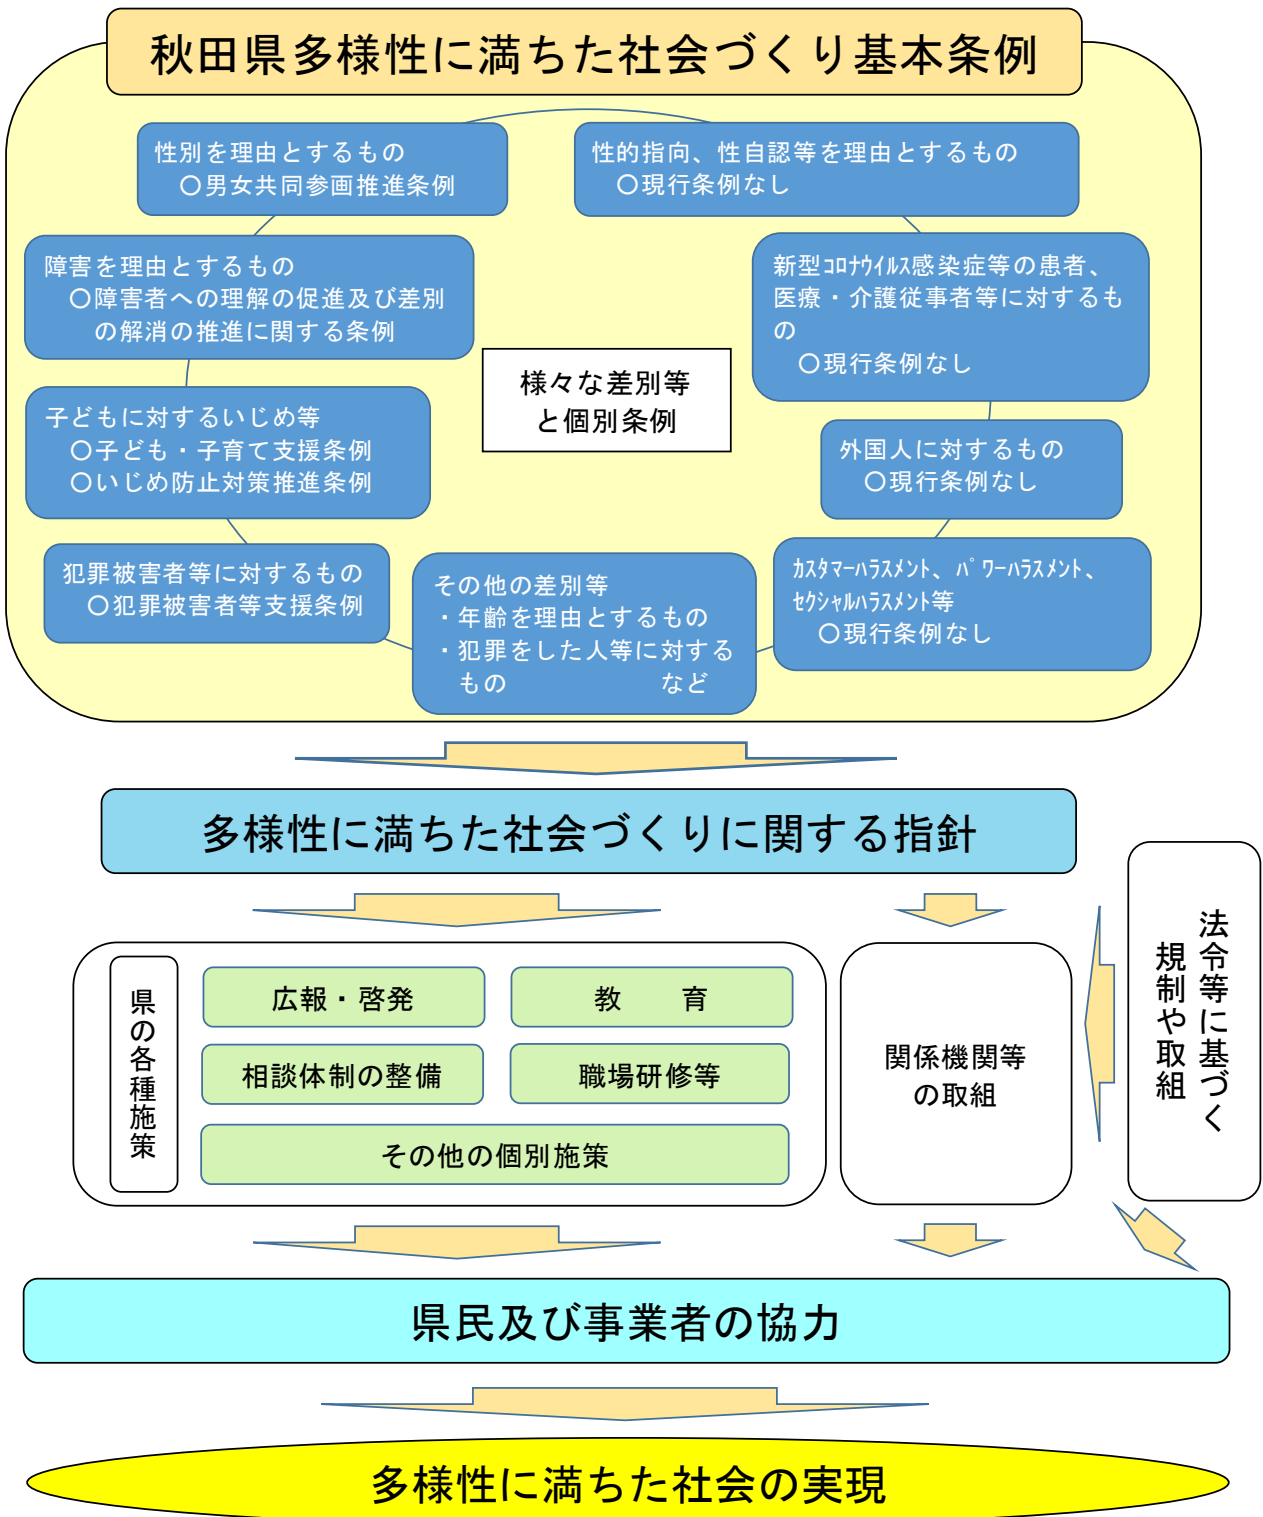 秋田県多様性に満ちた社会づくり基本条例
性別を理由とするもの
○男女共同参画推進条例
性的指向、性自認等を理由とするもの
○現行条例なし
障害を理由とするもの
○障害者への理解の促進及び差別
の解消の推進に関する条例
新型ｺﾛﾅｳｲﾙｽ感染症等の患者、
医療・介護従事者等に対するも
の
○現行条例なし
様々な差別等
と個別条例
子どもに対するいじめ等
○子ども・子育て支援条例
○いじめ防止対策推進条例
外国人に対するもの
○現行条例なし
犯罪被害者等に対するもの
○犯罪被害者等支援条例
その他の差別等
・年齢を理由とするもの
・犯罪をした人等に対する
もの　　　　　　など
ｶｽﾀﾏｰﾊﾗｽﾒﾝﾄ、ﾊﾟﾜｰﾊﾗｽﾒﾝﾄ、
ｾｸｼｬﾙﾊﾗｽﾒﾝﾄ等
○現行条例なし
多様性に満ちた社会づくりに関する指針
法令等に基づく
規制や取組
県の各種施策
広報・啓発
教　　育
相談体制の整備
職場研修等
その他の個別施策
関係機関等
の取組
県民及び事業者の協力
多様性に満ちた社会の実現